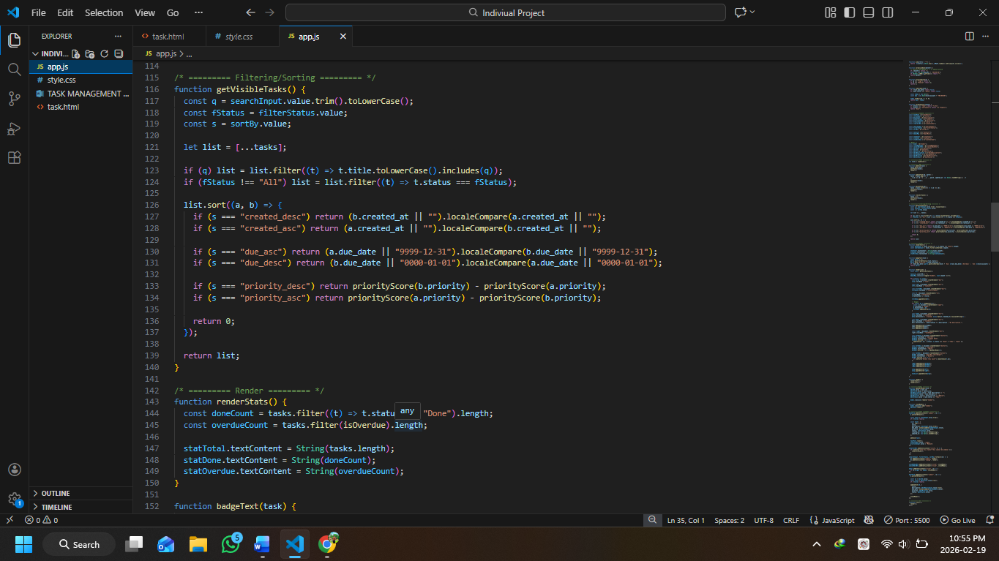 File Edit Selection View Go ··· Indiviual Project
EXPLORER ···
INDIVI...
JS app.js
# style.css
TASK MANAGEMENT ...
<> task.html
OUTLINE
TIMELINE
<> task.html # style.css JS app.js
JS app.js > ...
114
115 /* ========= Filtering/Sorting ========= */
116 function getVisibleTasks() {
117   const q = searchInput.value.trim().toLowerCase();
118   const fStatus = filterStatus.value;
119   const s = sortBy.value;
120
121   let list = [...tasks];
122
123   if (q) list = list.filter((t) => t.title.toLowerCase().includes(q));
124   if (fStatus !== "All") list = list.filter((t) => t.status === fStatus);
125
126   list.sort((a, b) => {
127     if (s === "created_desc") return (b.created_at || "").localeCompare(a.created_at || "");
128     if (s === "created_asc") return (a.created_at || "").localeCompare(b.created_at || "");
129
130     if (s === "due_asc") return (a.due_date || "9999-12-31").localeCompare(b.due_date || "9999-12-31");
131     if (s === "due_desc") return (b.due_date || "0000-01-01").localeCompare(a.due_date || "0000-01-01");
132
133     if (s === "priority_desc") return priorityScore(b.priority) - priorityScore(a.priority);
134     if (s === "priority_asc") return priorityScore(a.priority) - priorityScore(b.priority);
135
136     return 0;
137   });
138
139   return list;
140 }
141
142 /* ========= Render ========= */
143 function renderStats() {
any
144   const doneCount = tasks.filter((t) => t.statu "Done").length;
145   const overdueCount = tasks.filter(isOverdue).length;
146
147   statTotal.textContent = String(tasks.length);
148   statDone.textContent = String(doneCount);
149   statOverdue.textContent = String(overdueCount);
150 }
151
152 function badgeText(task) {
0 0 Ln 35, Col 1 Spaces: 2 UTF-8 CRLF {} JavaScript Port : 5500 Go Live
1
Search 5 10:55 PM
2026-02-19